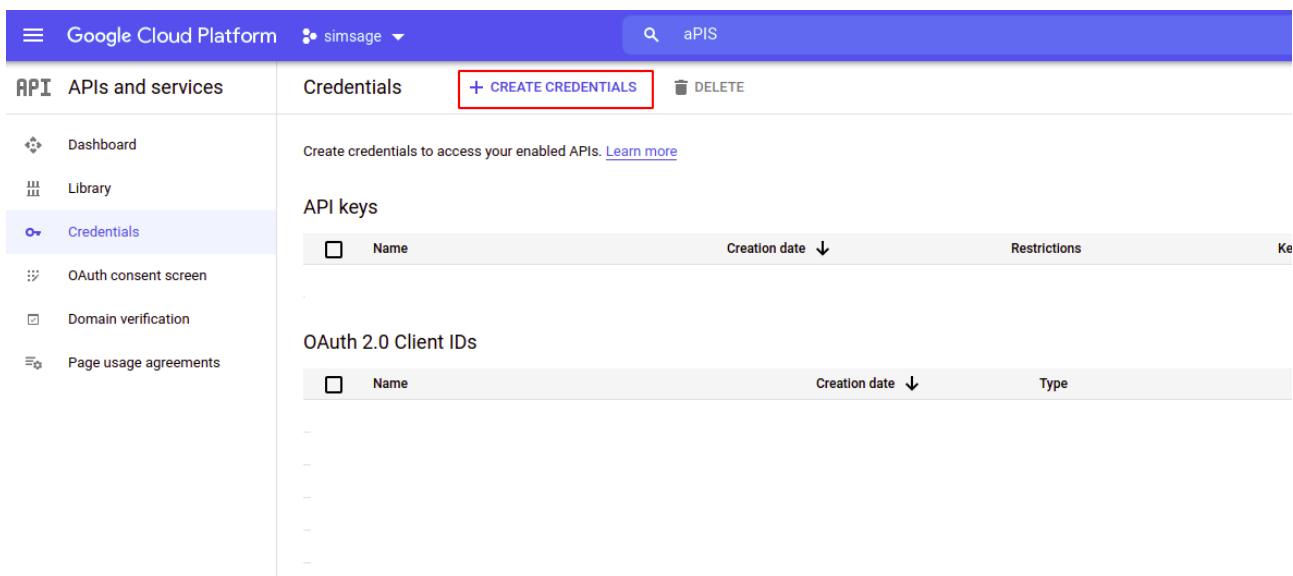 Google Cloud Platform simsage aPIS
API APIs and services Credentials + CREATE CREDENTIALS DELETE
Dashboard
Create credentials to access your enabled APIs. Learn more
Library
API keys
Credentials
Name Creation date Restrictions Ke
OAuth consent screen
Domain verification
OAuth 2.0 Client IDs
Page usage agreements
Name Creation date Type